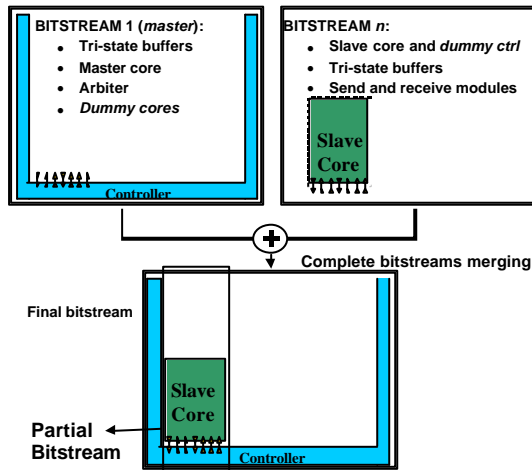 BITSTREAM 1 (master):
• Tri-state buffers
• Master core
• Arbiter
• Dummy cores
Controller
BITSTREAM n:
• Slave core and dummy ctrl
• Tri-state buffers
• Send and receive modules
Slave
Core
+
Complete bitstreams merging
Final bitstream
Slave
Core
Partial
Bitstream
Controller